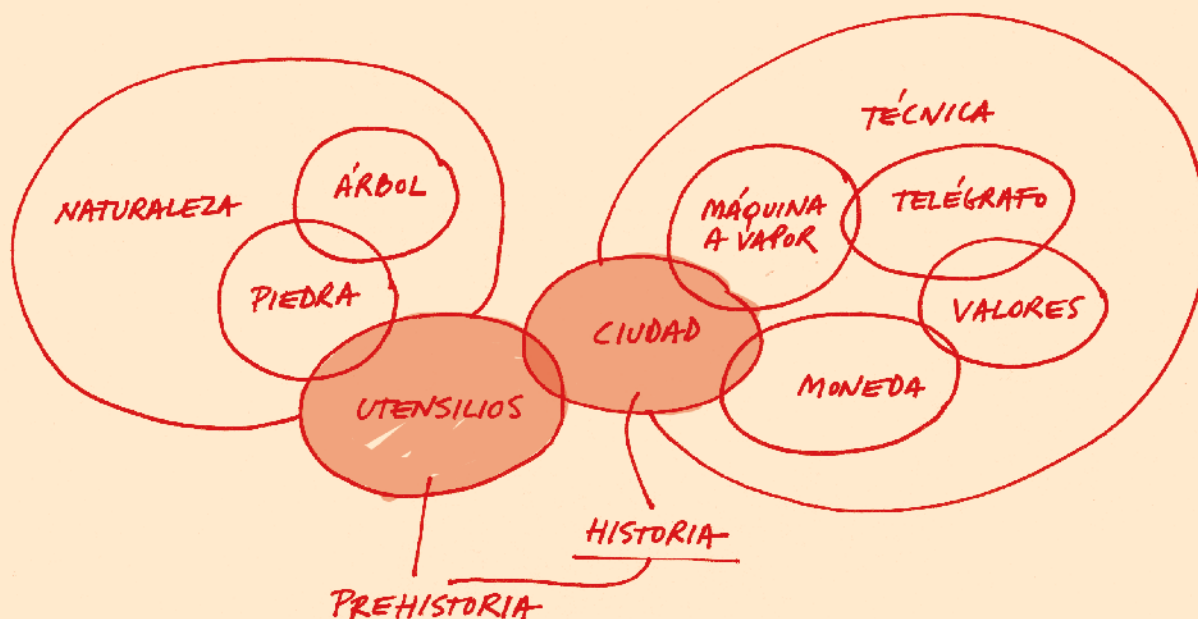 NATURALEZA
ÁRBOL
PIEDRA
UTENSILIOS
PREHISTORIA
HISTORIA
CIUDAD
TÉCNICA
MÁQUINA
A VAPOR
TELÉGRAFO
VALORES
MONEDA